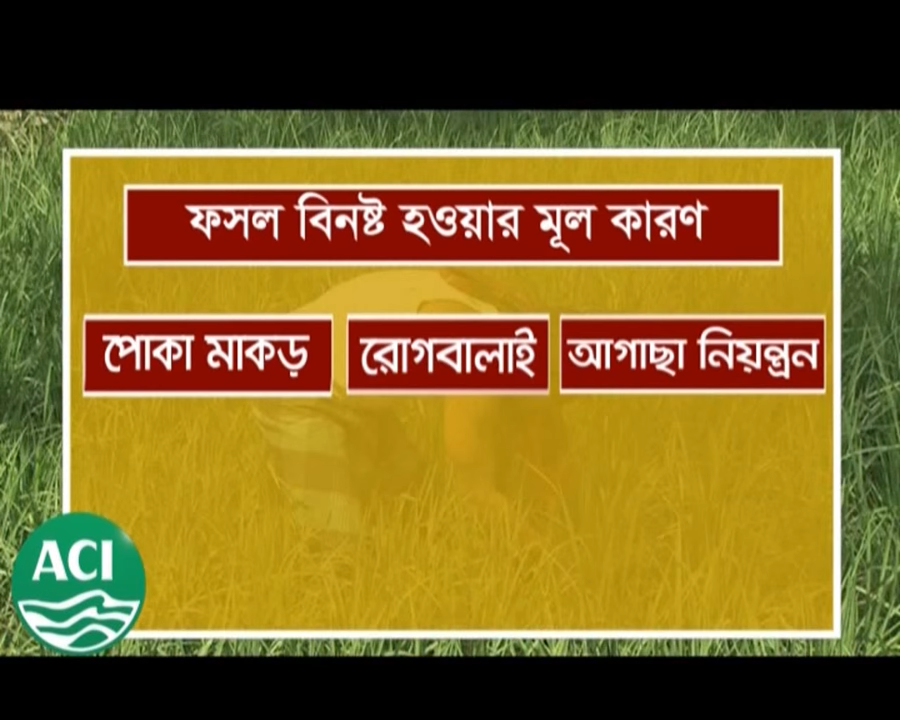 ফসল বিনষ্ট হওয়ার মূল কারণ
পোকা মাকড়
রোগবালাই
আগাছা নিয়ন্ত্রন
ACI